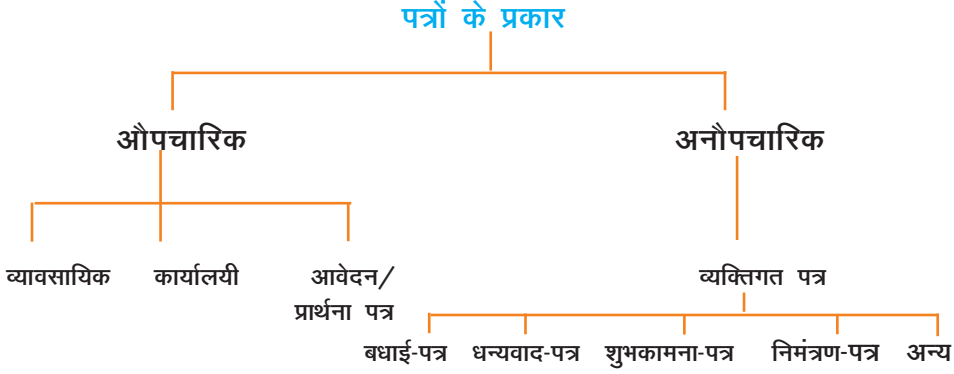 पत्रों के प्रकार
औपचारिक
अनौपचारिक
व्यावसायिक
कार्यालयी
आवेदन/
प्रार्थना पत्र
व्यक्तिगत पत्र
बधाई-पत्र
धन्यवाद-पत्र
शुभकामना-पत्र
निमंत्रण-पत्र
अन्य